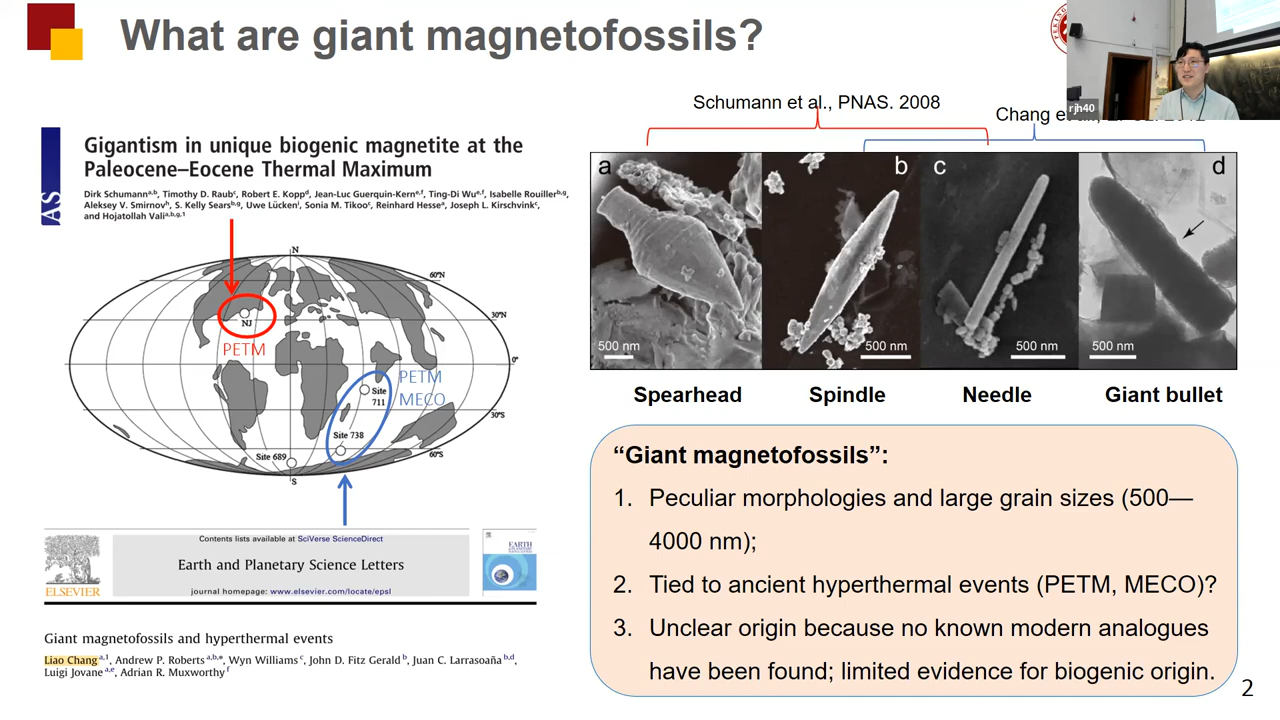 What are giant magnetofossils?
rjh40
Schumann et al., PNAS. 2008
Chang et al.,
AS
Gigantism in unique biogenic magnetite at the
Paleocene–Eocene Thermal Maximum
Dirk Schumann a,b, Timothy D. Raub c, Robert E. Kopp d, Jean-Luc Guerquin-Kern e,f, Ting-Di Wu e,f, Isabelle Rouiller b,g,
Aleksey V. Smirnov h, S. Kelly Sears b,g, Uwe Lücken i, Sonia M. Tikoo c, Reinhard Hesse a, Joseph L. Kirschvink c,
and Hojatollah Vali a,b,g,1
N
60°N
30°N
NJ
PETM
0°
PETM
MECO
Site
711
30°S
Site 738
Site 689
60°S
S
a
b
c
d
500 nm
500 nm
500 nm
500 nm
Spearhead
Spindle
Needle
Giant bullet
“Giant magnetofossils”:
1. Peculiar morphologies and large grain sizes (500—
4000 nm);
2. Tied to ancient hyperthermal events (PETM, MECO)?
3. Unclear origin because no known modern analogues
have been found; limited evidence for biogenic origin.
Contents lists available at SciVerse ScienceDirect
Earth and Planetary Science Letters
journal homepage: www.elsevier.com/locate/epsl
ELSEVIER
EARTH
Giant magnetofossils and hyperthermal events
Liao Chang a,1, Andrew P. Roberts a,b,*, Wyn Williams c, John D. Fitz Gerald b, Juan C. Larrasoaña b,d,
Luigi Jovane a,e, Adrian R. Muxworthy f
2